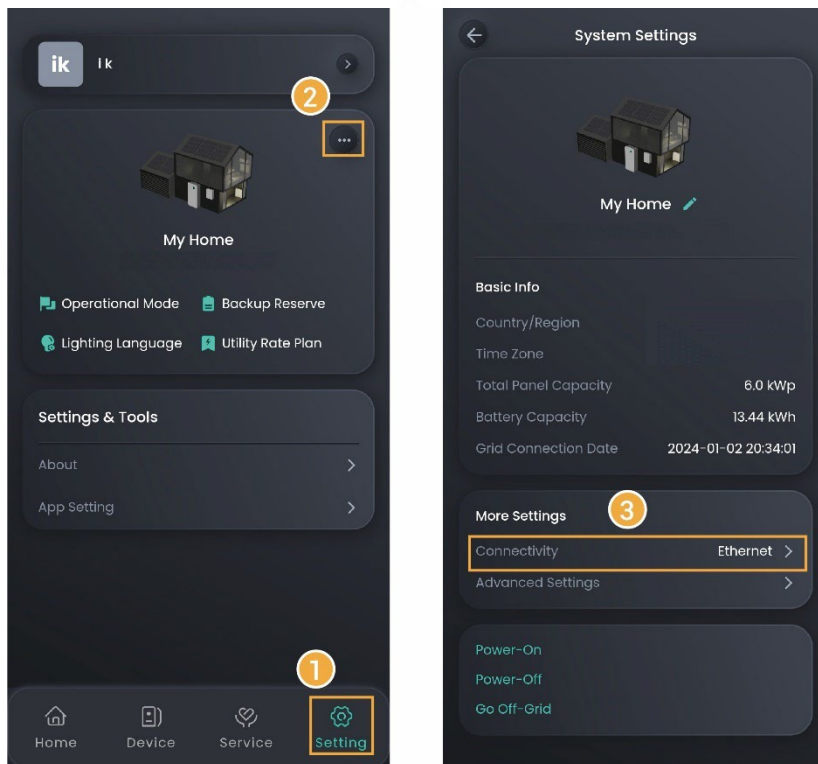 ik
i k
2
...
My Home
Operational Mode
Backup Reserve
Lighting Language
Utility Rate Plan
Settings & Tools
About
App Setting
1
Home
Device
Service
Setting
System Settings
My Home
Basic Info
Country/Region
Time Zone
Total Panel Capacity 6.0 kWp
Battery Capacity 13.44 kWh
Grid Connection Date 2024-01-02 20:34:01
More Settings
3
Connectivity Ethernet
Advanced Settings
Power-On
Power-Off
Go Off-Grid